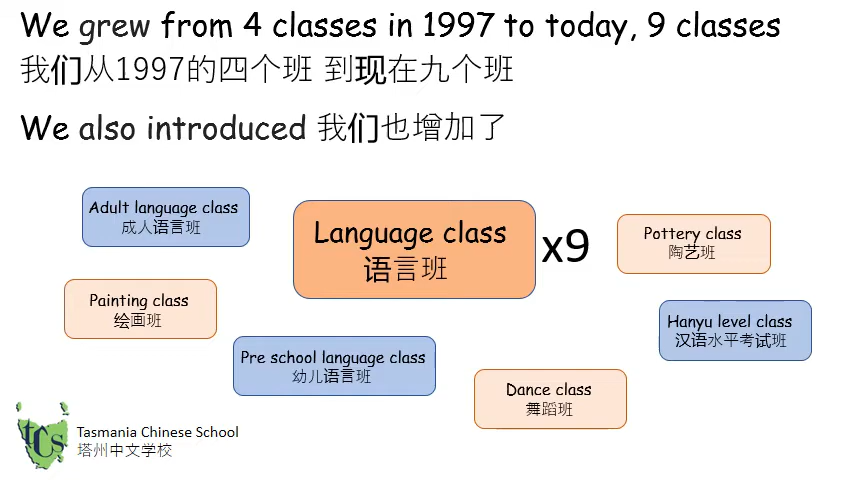 We grew from 4 classes in 1997 to today, 9 classes
我们从1997的四个班 到现在九个班
We also introduced 我们也增加了
Adult language class
成人语言班
Language class
语言班
x9
Pottery class
陶艺班
Painting class
绘画班
Hanyu level class
汉语水平考试班
Pre school language class
幼儿语言班
Dance class
舞蹈班
tCS
Tasmania Chinese School
塔州中文学校